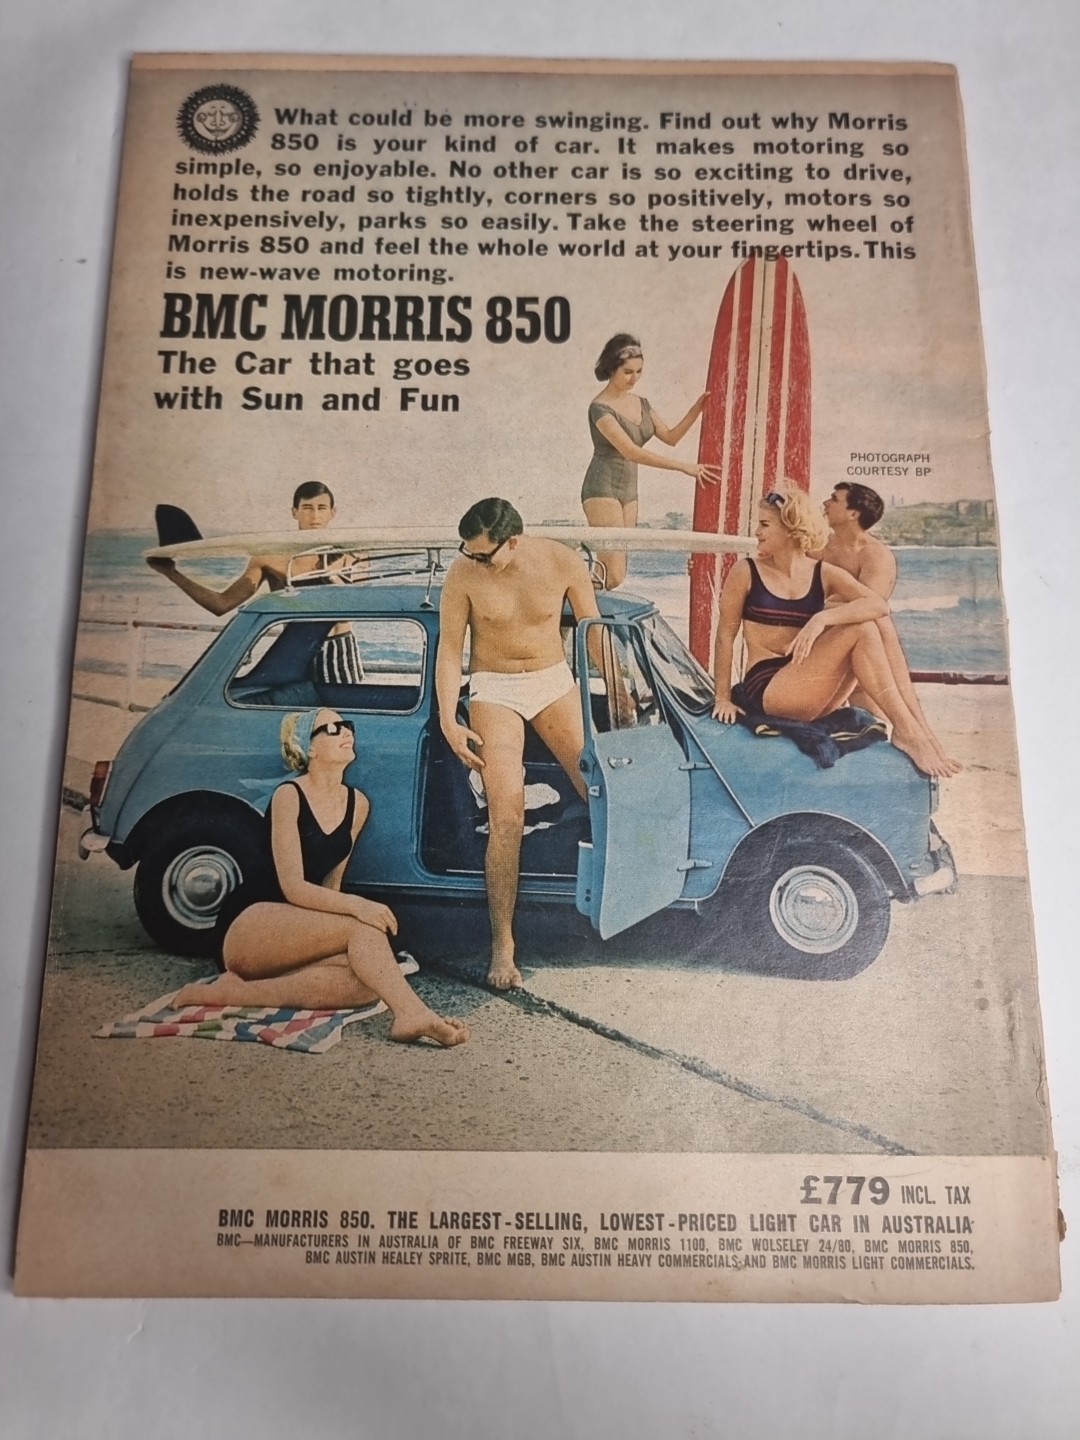 What could be more swinging. Find out why Morris
850 is your kind of car. It makes motoring so
simple, so enjoyable. No other car is so exciting to drive,
holds the road so tightly, corners so positively, motors so
inexpensively, parks so easily. Take the steering wheel of
Morris 850 and feel the whole world at your fingertips. This
is new-wave motoring.
BMC MORRIS 850
The Car that goes
with Sun and Fun
PHOTOGRAPH
COURTESY BP
£779 INCL. TAX
BMC MORRIS 850. THE LARGEST-SELLING, LOWEST-PRICED LIGHT CAR IN AUSTRALIA
BMC—MANUFACTURERS IN AUSTRALIA OF BMC FREEWAY SIX, BMC MORRIS 1100, BMC WOLSELEY 24/80, BMC MORRIS 850,
BMC AUSTIN HEALEY SPRITE, BMC MGB, BMC AUSTIN HEAVY COMMERCIALS AND BMC MORRIS LIGHT COMMERCIALS.